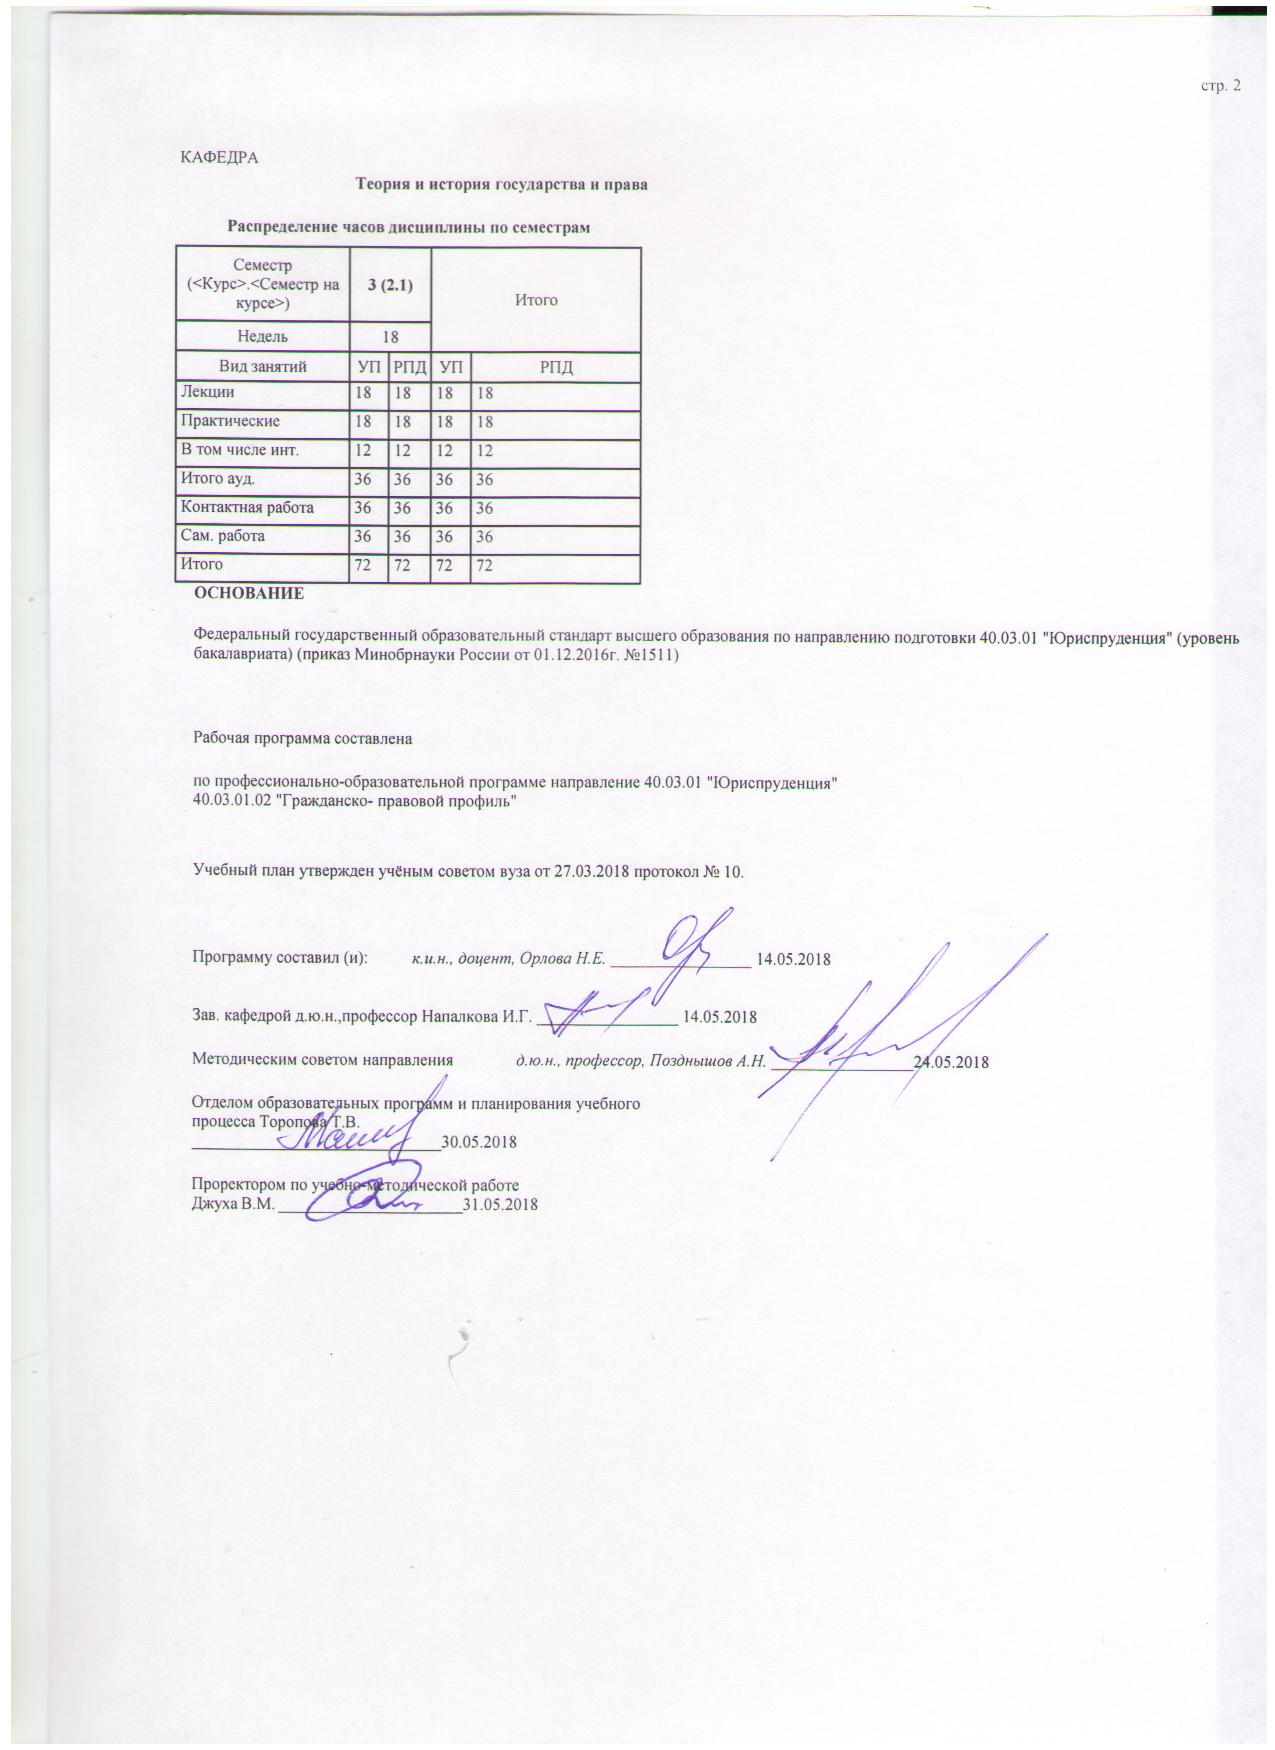 стр. 2
КАФЕДРА
Теория и история государства и права
Распределение часов дисциплины по семестрам
Семестр (<Курс>.<Семестр на курсе>) 3 (2.1) Итого
Недель 18
Вид занятий УП РПД УП РПД
Лекции 18 18 18 18
Практические 18 18 18 18
В том числе инт. 12 12 12 12
Итого ауд. 36 36 36 36
Контактная работа 36 36 36 36
Сам. работа 36 36 36 36
Итого 72 72 72 72
ОСНОВАНИЕ
Федеральный государственный образовательный стандарт высшего образования по направлению подготовки 40.03.01 "Юриспруденция" (уровень
бакалавриата) (приказ Минобрнауки России от 01.12.2016г. №1511)
Рабочая программа составлена
по профессионально-образовательной программе направление 40.03.01 "Юриспруденция"
40.03.01.02 "Гражданско- правовой профиль"
Учебный план утвержден учёным советом вуза от 27.03.2018 протокол № 10.
Программу составил (и): к.и.н., доцент, Орлова Н.Е. 14.05.2018
Зав. кафедрой д.ю.н.,профессор Напалкова И.Г. 14.05.2018
Методическим советом направления д.ю.н., профессор, Позднышов А.Н. 24.05.2018
Отделом образовательных программ и планирования учебного
процесса Торопова Т.В.
30.05.2018
Проректором по учебно-методической работе
Джуха В.М. 31.05.2018